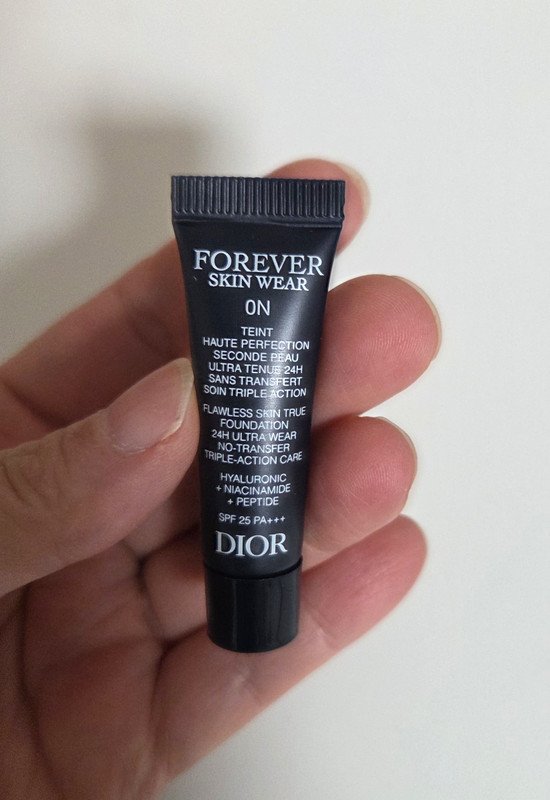 FOREVER
SKIN WEAR
0N
TEINT
HAUTE PERFECTION
SECONDE PEAU
ULTRA TENUE 24H
SANS TRANSFERT
SOIN TRIPLE ACTION
FLAWLESS SKIN TRUE
FOUNDATION
24H ULTRA WEAR
NO-TRANSFER
TRIPLE-ACTION CARE
HYALURONIC
+ NIACINAMIDE
+ PEPTIDE
SPF 25 PA+++
DIOR